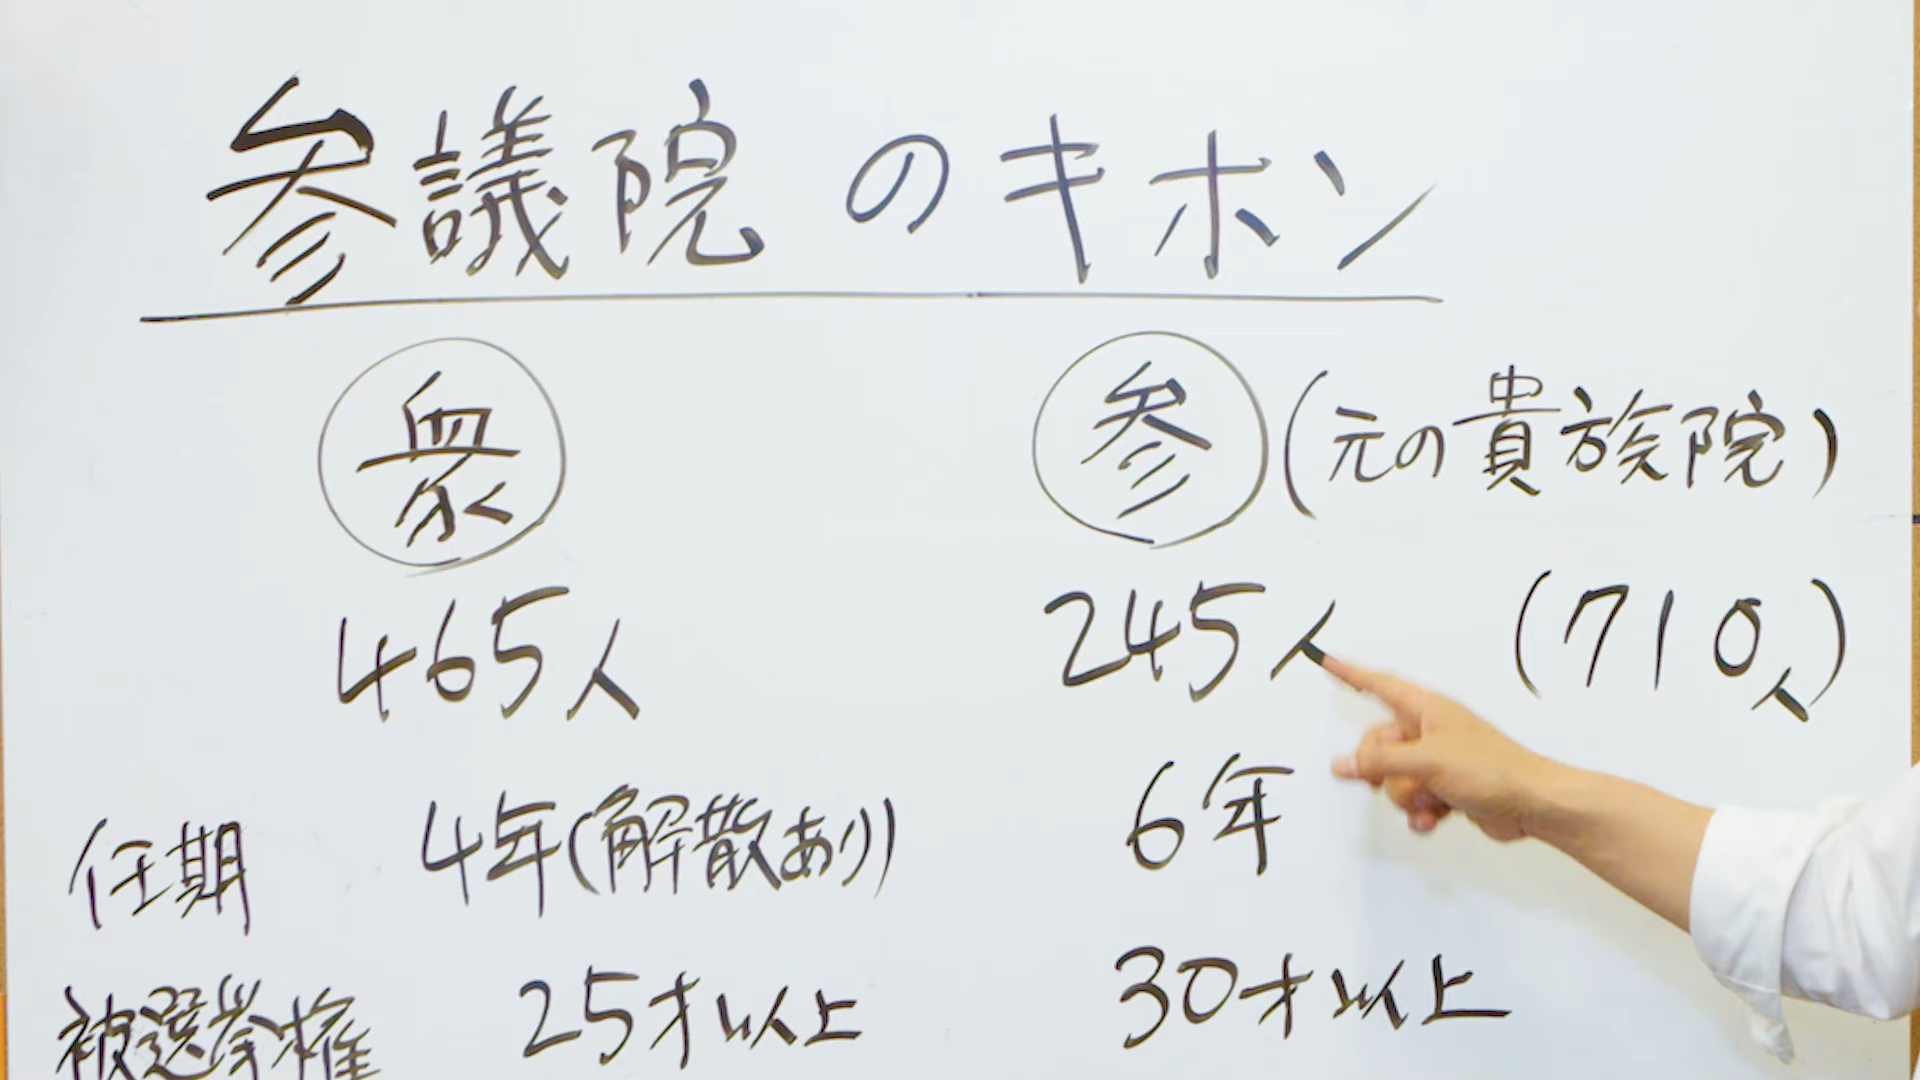 参議院のキホン
衆 参(元の貴族院)
465人 245人 (710人)
任期 4年(解散あり) 6年
被選挙権 25才以上 30才以上